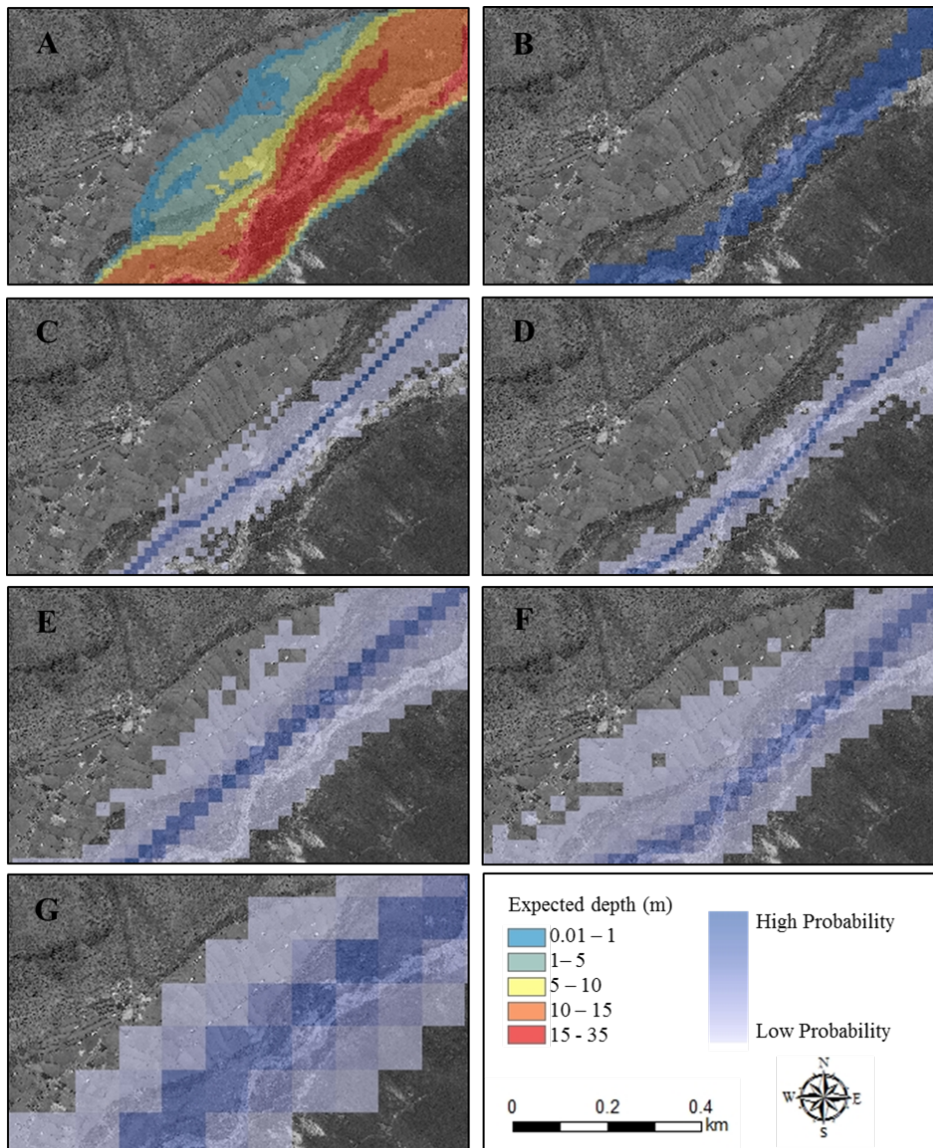 A
B
C
D
E
F
G
Expected depth (m)
0.01 – 1
1– 5
5 – 10
10 – 15
15 - 35
High Probability
Low Probability
N
W E
S
0 0.2 0.4
km